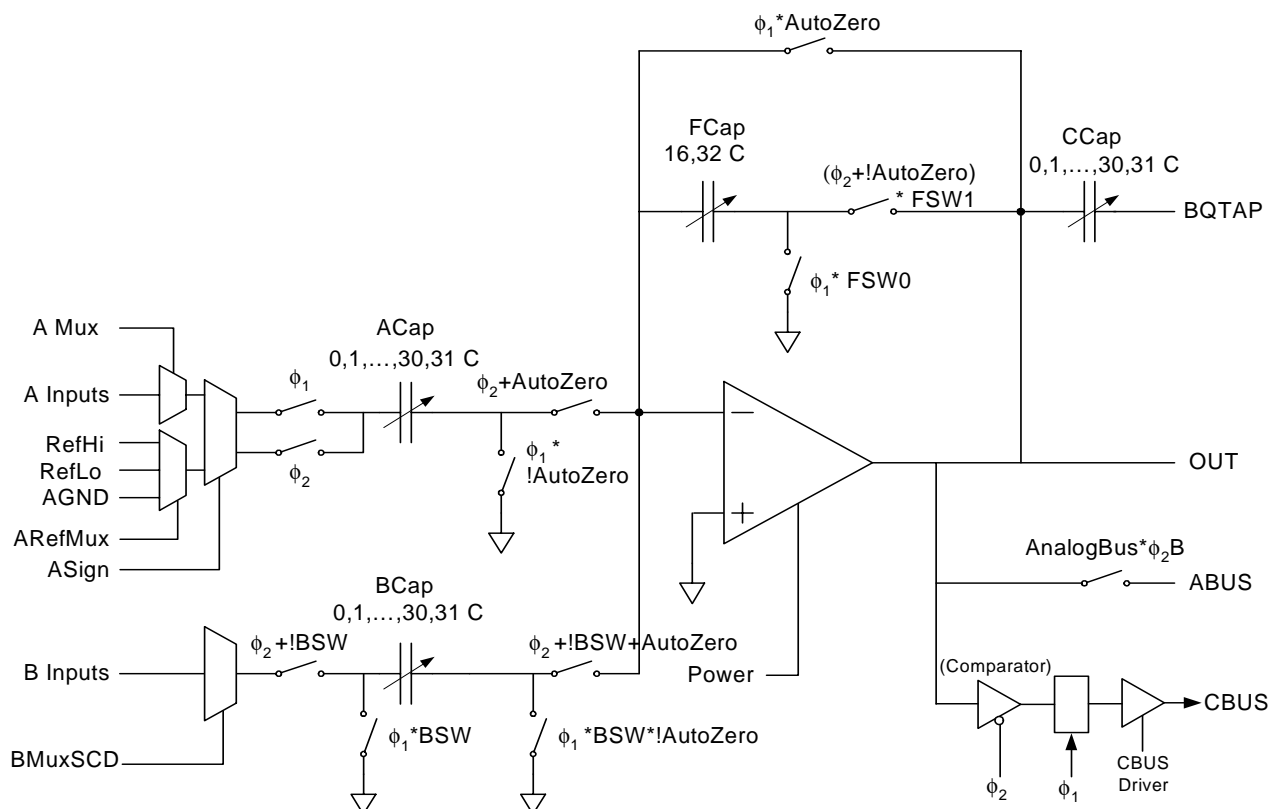 ϕ1*AutoZero
FCap
16,32 C
(ϕ2+!AutoZero)
* FSW1
CCap
0,1,…,30,31 C
BQTAP
ϕ1* FSW0
A Mux
ACap
0,1,…,30,31 C
A Inputs
ϕ1
ϕ2+AutoZero
RefHi
RefLo
AGND
ϕ2
ϕ1*
!AutoZero
ARefMux
ASign
OUT
AnalogBus*ϕ2B
ABUS
BCap
0,1,…,30,31 C
ϕ2+!BSW
ϕ2+!BSW+AutoZero
B Inputs
Power
(Comparator)
CBUS
ϕ1*BSW
ϕ1*BSW*!AutoZero
BMuxSCD
ϕ2
ϕ1
CBUS
Driver